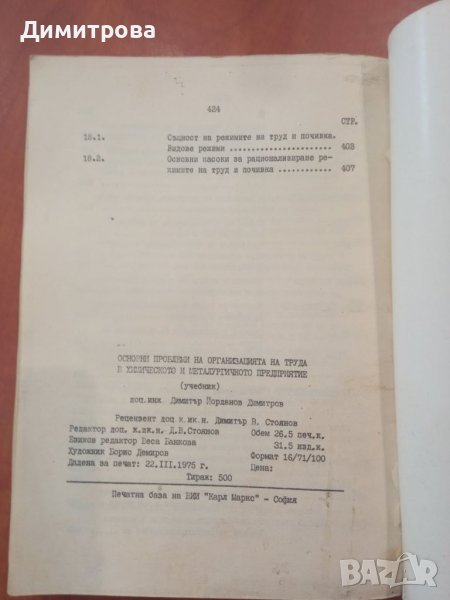 Димитрова
424
СТР.
18.1. Същност на режимите на труд и почивка.
Видове режими ........................ 403
18.2. Основни насоки за рационализиране ре-
жимите на труд и почивка ............ 407
ОСНОВНИ ПРОБЛЕМИ НА ОРГАНИЗАЦИЯТА НА ТРУДА
В ХИМИЧЕСКОТО И МЕТАЛУРГИЧНОТО ПРЕДПРИЯТИЕ
(учебник)
доц.инж Димитър Йорданов Димитров
Рецензент доц к.ик.н. Димитър В. Стоянов
Редактор доц. к.ик.н. Д.В.Стоянов Обем 26.5 печ.к.
Езиков редактор Веса Банкова 31.5 изд.к.
Художник Борис Демиров Формат 16/71/100
Дадена за печат: 22.III.1975 г. Цена:
Тираж: 500
Печатна база на ВИИ "Карл Маркс" - София
BAZAR